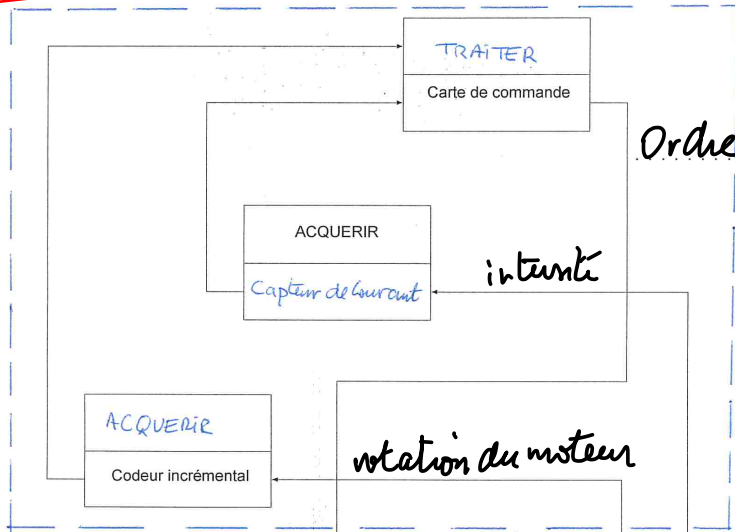 TRAITER
Carte de commande
Ordre
ACQUERIR
Capteur de Courant
intensité
ACQUERIR
Codeur incrémental
rotation du moteur